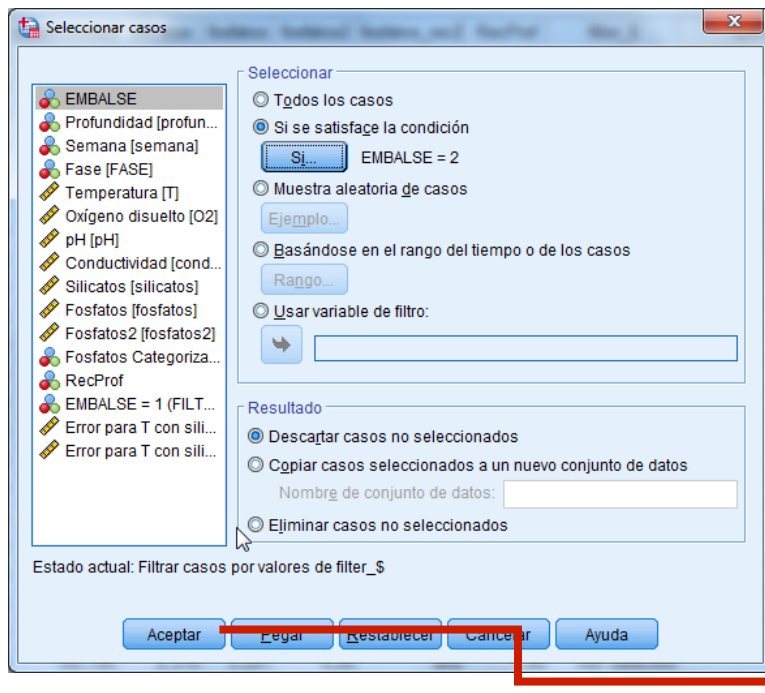 Seleccionar casos
EMBALSE
Profundidad [profun...
Semana [semana]
Fase [FASE]
Temperatura [T]
Oxígeno disuelto [O2]
pH [pH]
Conductividad [cond...
Silicatos [silicatos]
Fosfatos [fosfatos]
Fosfatos2 [fosfatos2]
Fosfatos Categoriza...
RecProf
EMBALSE = 1 (FILT...
Error para T con sili...
Error para T con sili...
Seleccionar
Todos los casos
Si se satisface la condición
Si... EMBALSE = 2
Muestra aleatoria de casos
Ejemplo...
Basándose en el rango del tiempo o de los casos
Rango...
Usar variable de filtro:
Resultado
Descartar casos no seleccionados
Copiar casos seleccionados a un nuevo conjunto de datos
Nombre de conjunto de datos:
Eliminar casos no seleccionados
Estado actual: Filtrar casos por valores de filter_$
Aceptar Pegar Restablecer Cancelar Ayuda